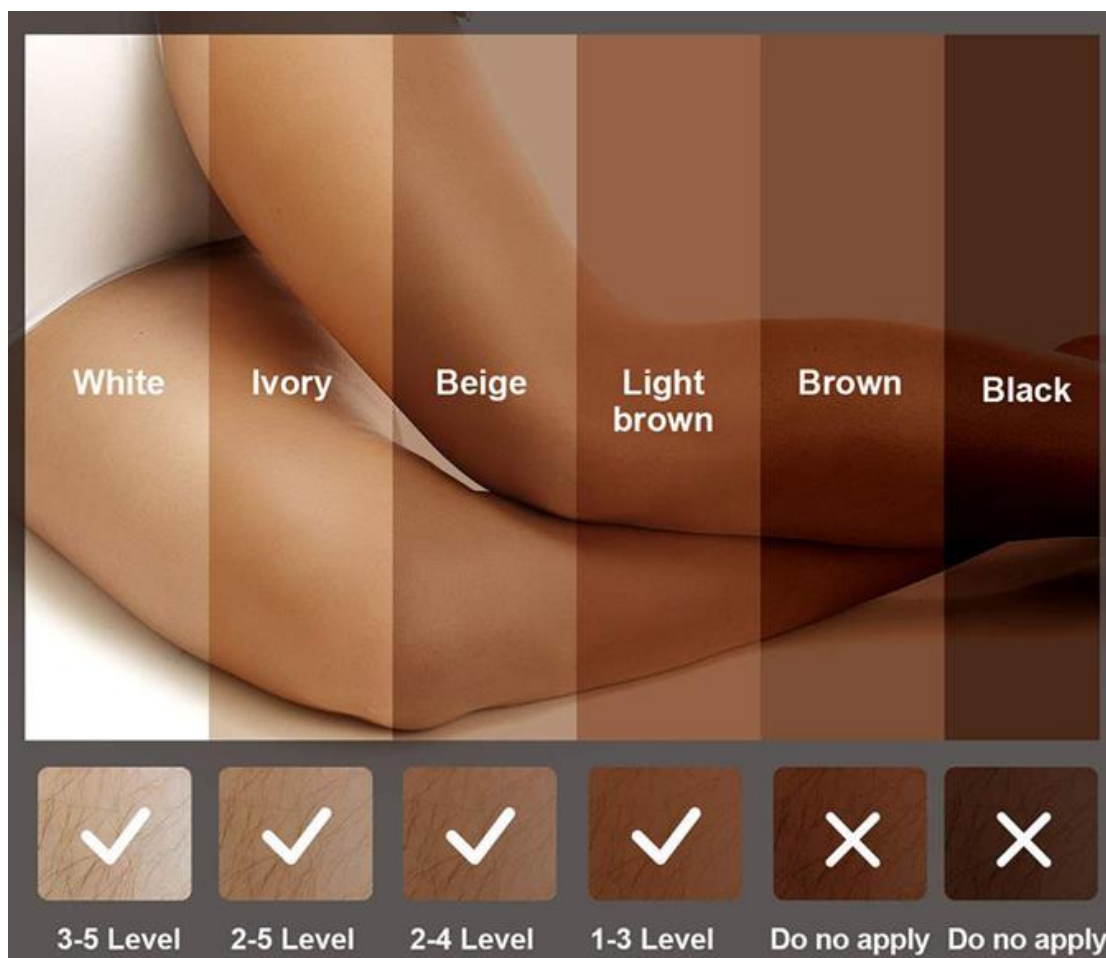 White
Ivory
Beige
Light
brown
Brown
Black
3-5 Level
2-5 Level
2-4 Level
1-3 Level
Do no apply
Do no apply